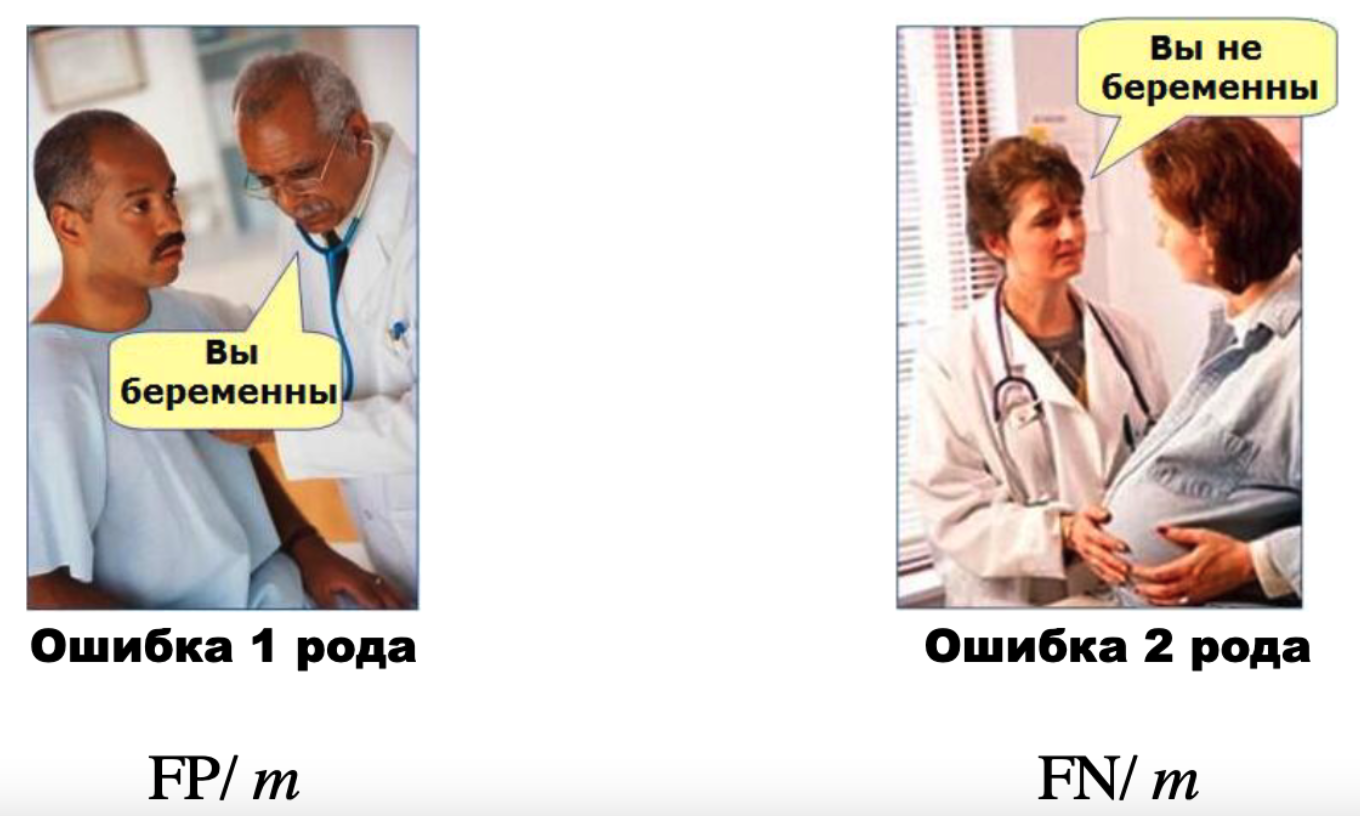 Вы
беременны
Ошибка 1 рода
FP/ m
Вы не
беременны
Ошибка 2 рода
FN/ m